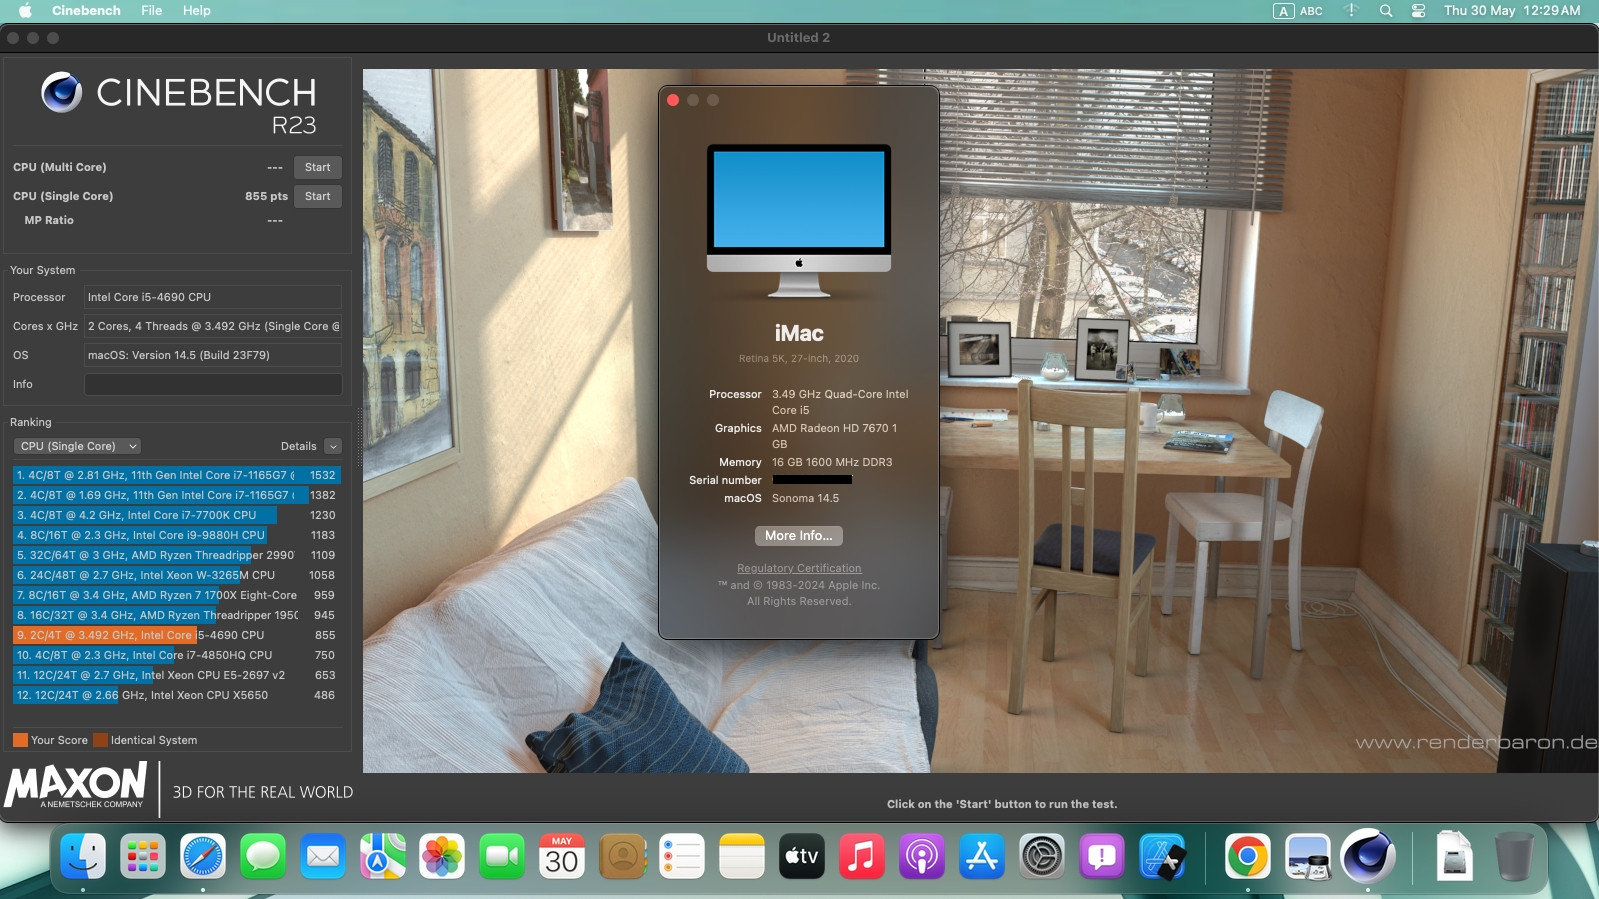 Cinebench File Help
A ABC
Thu 30 May 12:29 AM
Untitled 2
CINEBENCH
R23
CPU (Multi Core) --- Start
CPU (Single Core) 855 pts Start
MP Ratio ---
Your System
Processor Intel Core i5-4690 CPU
Cores x GHz 2 Cores, 4 Threads @ 3.492 GHz (Single Core @
OS macOS: Version 14.5 (Build 23F79)
Info
Ranking
CPU (Single Core) Details
1. 4C/8T @ 2.81 GHz, 11th Gen Intel Core i7-1165G7 ( 1532
2. 4C/8T @ 1.69 GHz, 11th Gen Intel Core i7-1165G7 ( 1382
3. 4C/8T @ 4.2 GHz, Intel Core i7-7700K CPU 1230
4. 8C/16T @ 2.3 GHz, Intel Core i9-9880H CPU 1183
5. 32C/64T @ 3 GHz, AMD Ryzen Threadripper 2990 1109
6. 24C/48T @ 2.7 GHz, Intel Xeon W-3265M CPU 1058
7. 8C/16T @ 3.4 GHz, AMD Ryzen 7 1700X Eight-Core 959
8. 16C/32T @ 3.4 GHz, AMD Ryzen Threadripper 1950 945
9. 2C/4T @ 3.492 GHz, Intel Core i5-4690 CPU 855
10. 4C/8T @ 2.3 GHz, Intel Core i7-4850HQ CPU 750
11. 12C/24T @ 2.7 GHz, Intel Xeon CPU E5-2697 v2 653
12. 12C/24T @ 2.66 GHz, Intel Xeon CPU X5650 486
Your Score Identical System
MAXON
A NEMETSCHEK COMPANY
3D FOR THE REAL WORLD
iMac
Retina 5K, 27-inch, 2020
Processor 3.49 GHz Quad-Core Intel
Core i5
Graphics AMD Radeon HD 7670 1
GB
Memory 16 GB 1600 MHz DDR3
Serial number
macOS Sonoma 14.5
More Info...
Regulatory Certification
™ and © 1983-2024 Apple Inc.
All Rights Reserved.
www.renderbaron.de
Click on the 'Start' button to run the test.
MAY
30
tv